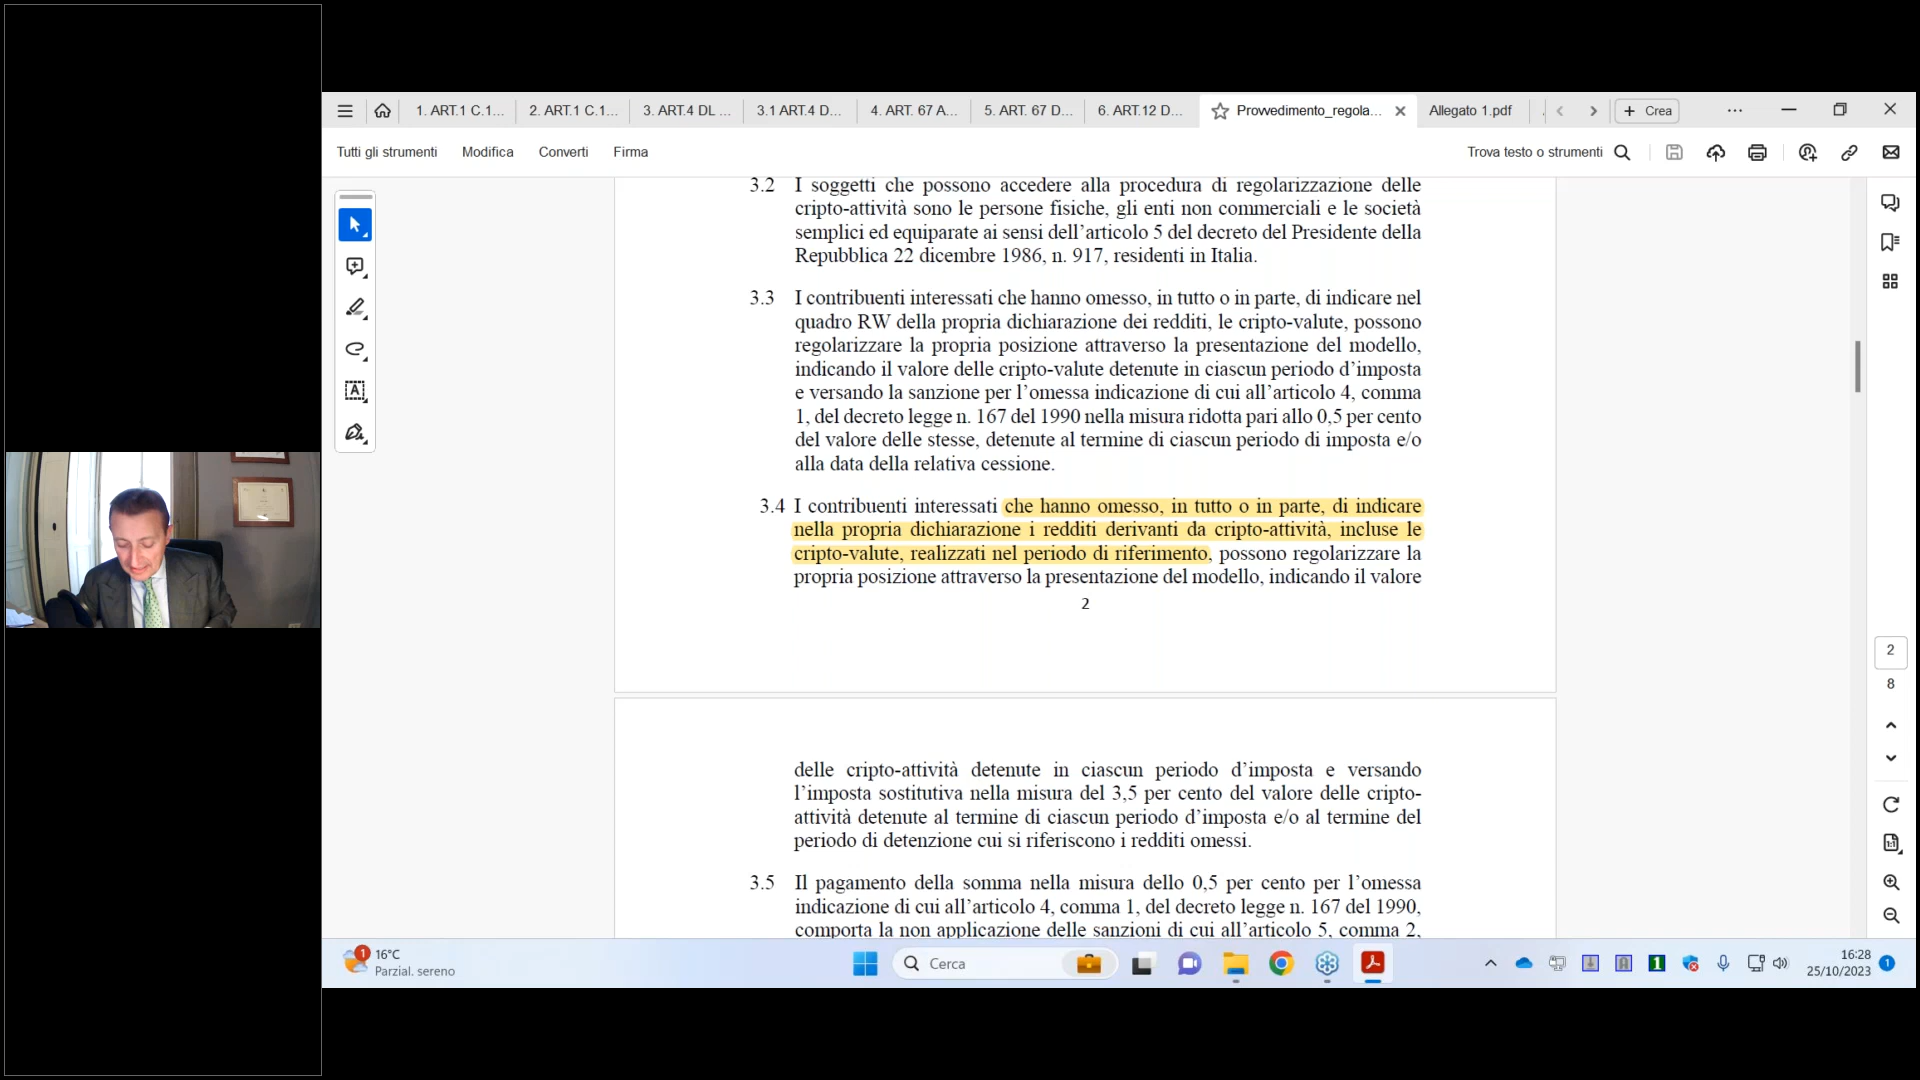 1. ART.1 C.1...
2. ART.1 C.1...
3. ART.4 DL ...
3.1 ART.4 D...
4. ART. 67 A...
5. ART. 67 D...
6. ART.12 D...
Provvedimento_regola...
Allegato 1.pdf
Crea
Tutti gli strumenti
Modifica
Converti
Firma
Trova testo o strumenti
3.2 I soggetti che possono accedere alla procedura di regolarizzazione delle
cripto-attività sono le persone fisiche, gli enti non commerciali e le società
semplici ed equiparate ai sensi dell’articolo 5 del decreto del Presidente della
Repubblica 22 dicembre 1986, n. 917, residenti in Italia.
3.3 I contribuenti interessati che hanno omesso, in tutto o in parte, di indicare nel
quadro RW della propria dichiarazione dei redditi, le cripto-valute, possono
regolarizzare la propria posizione attraverso la presentazione del modello,
indicando il valore delle cripto-valute detenute in ciascun periodo d’imposta
e versando la sanzione per l’omessa indicazione di cui all’articolo 4, comma
1, del decreto legge n. 167 del 1990 nella misura ridotta pari allo 0,5 per cento
del valore delle stesse, detenute al termine di ciascun periodo di imposta e/o
alla data della relativa cessione.
3.4 I contribuenti interessati che hanno omesso, in tutto o in parte, di indicare
nella propria dichiarazione i redditi derivanti da cripto-attività, incluse le
cripto-valute, realizzati nel periodo di riferimento, possono regolarizzare la
propria posizione attraverso la presentazione del modello, indicando il valore
2
delle cripto-attività detenute in ciascun periodo d’imposta e versando
l’imposta sostitutiva nella misura del 3,5 per cento del valore delle cripto-
attività detenute al termine di ciascun periodo d’imposta e/o al termine del
periodo di detenzione cui si riferiscono i redditi omessi.
3.5 Il pagamento della somma nella misura dello 0,5 per cento per l’omessa
indicazione di cui all’articolo 4, comma 1, del decreto legge n. 167 del 1990,
comporta la non applicazione delle sanzioni di cui all’articolo 5, comma 2,
2
8
1
16°C
Parzial. sereno
Cerca
1
16:28
25/10/2023
1